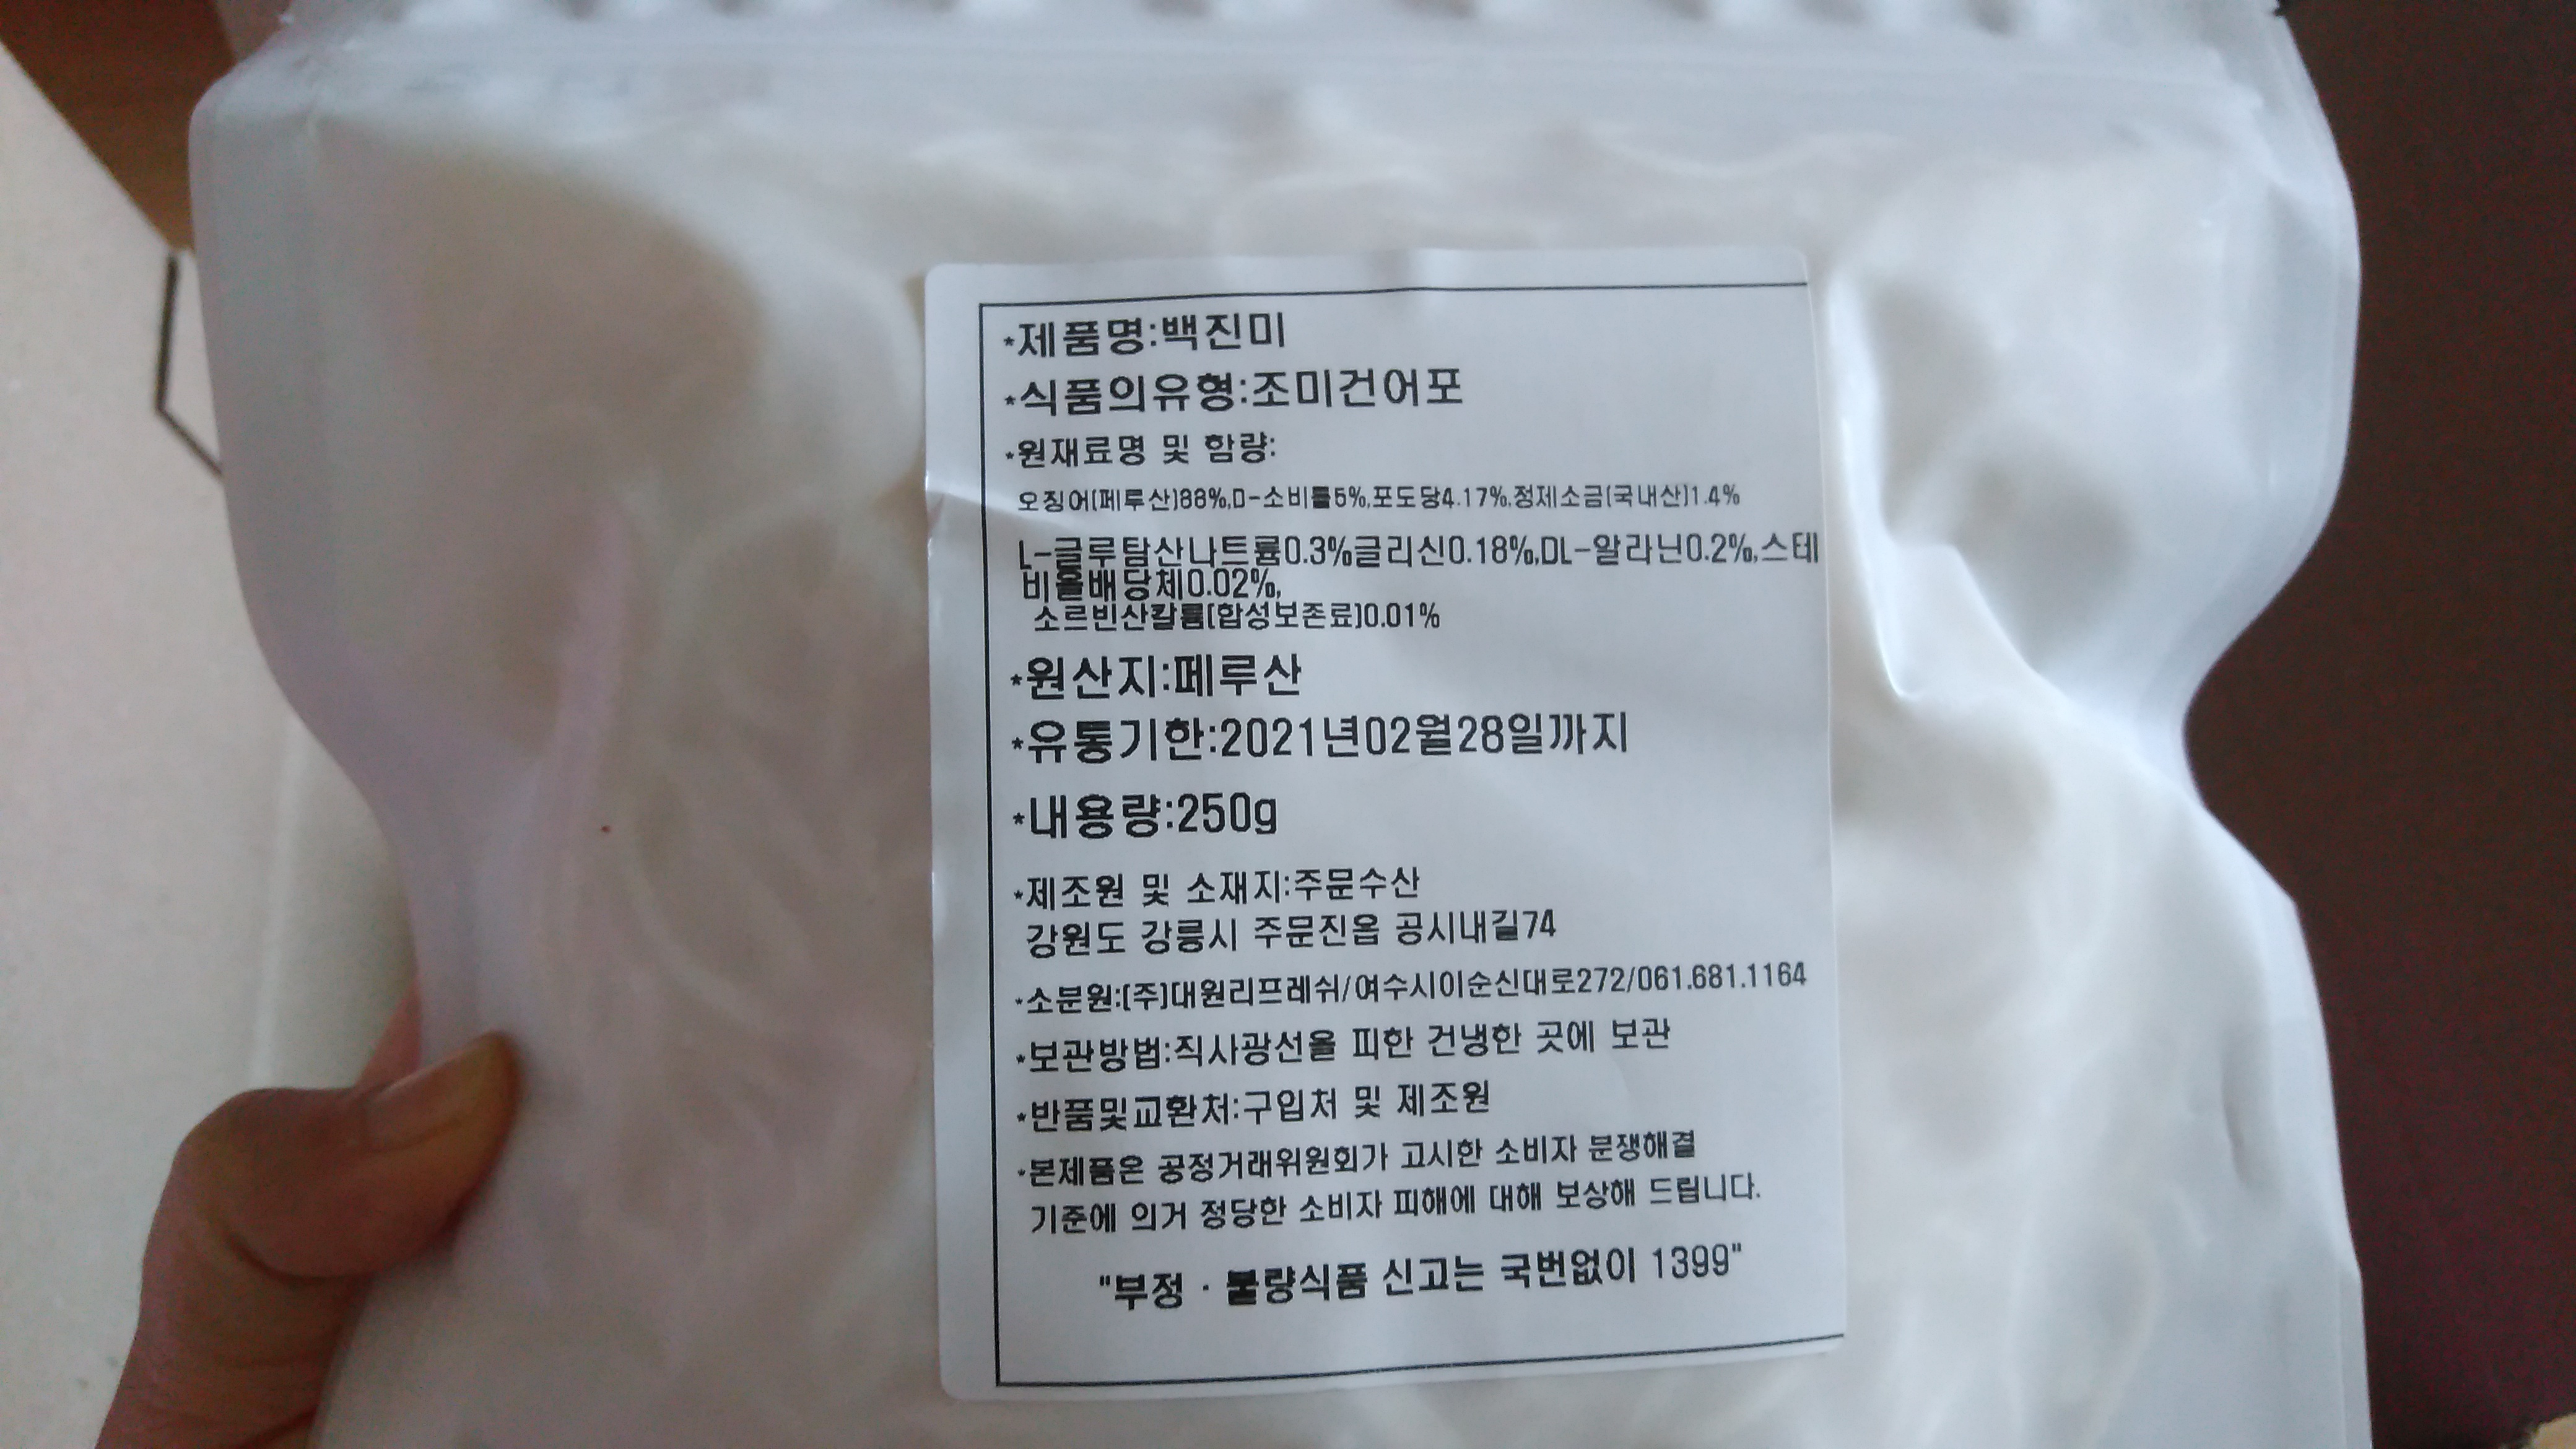 *제품명:백진미
*식품의유형:조미건어포
*원재료명 및 함량:
오징어(페루산)88%,D-소비톨5%,포도당4.17%,정제소금(국내산)1.4%
L-글루탐산나트륨0.3%글리신0.18%,DL-알라닌0.2%,스테
비올배당체0.02%,
소르빈산칼륨(합성보존료)0.01%
*원산지:페루산
*유통기한:2021년02월28일까지
*내용량:250g
*제조원 및 소재지:주문수산
강원도 강릉시 주문진읍 공시내길74
*소분원:(주)대원리프레쉬/여수시이순신대로272/061.681.1164
*보관방법:직사광선을 피한 건냉한 곳에 보관
*반품및교환처:구입처 및 제조원
*본제품은 공정거래위원회가 고시한 소비자 분쟁해결
기준에 의거 정당한 소비자 피해에 대해 보상해 드립니다.
"부정 · 불량식품 신고는 국번없이 1399"